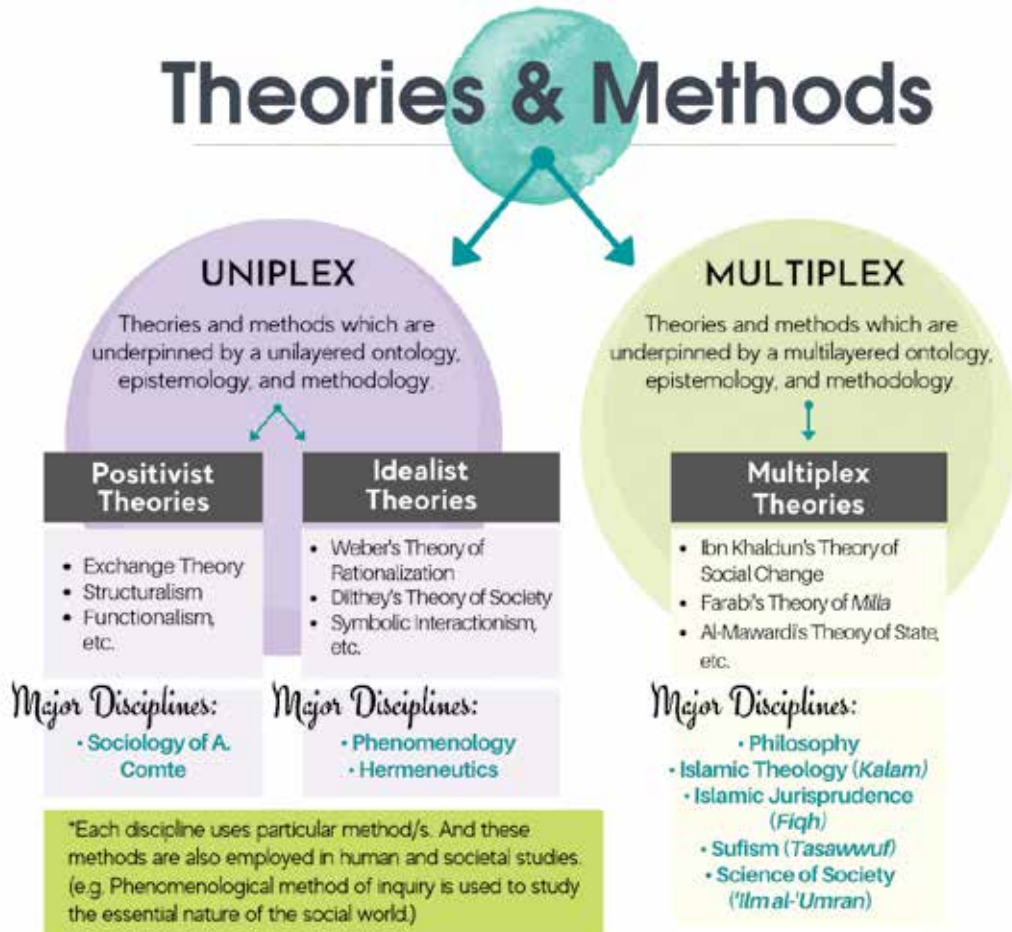 Theories & Methods
UNIPLEX
Theories and methods which are
underpinned by a unilayered ontology,
epistemology, and methodology.
Positivist
Theories
• Exchange Theory
• Structuralism
• Functionalism,
etc.
Major Disciplines:
• Sociology of A.
Comte
Idealist
Theories
• Weber's Theory of
Rationalization
• Dilthey's Theory of Society
• Symbolic Interactionism,
etc.
Major Disciplines:
• Phenomenology
• Hermeneutics
*Each discipline uses particular method/s. And these
methods are also employed in human and societal studies.
(e.g. Phenomenological method of inquiry is used to study
the essential nature of the social world.)
MULTIPLEX
Theories and methods which are
underpinned by a multilayered ontology,
epistemology, and methodology.
Multiplex
Theories
• Ibn Khaldun's Theory of
Social Change
• Farabi's Theory of Milla
• Al-Mawardi's Theory of State,
etc.
Major Disciplines:
• Philosophy
• Islamic Theology (Kalam)
• Islamic Jurisprudence
(Fiqh)
• Sufism (Tasawwuf)
• Science of Society
('Ilm al-'Umran)